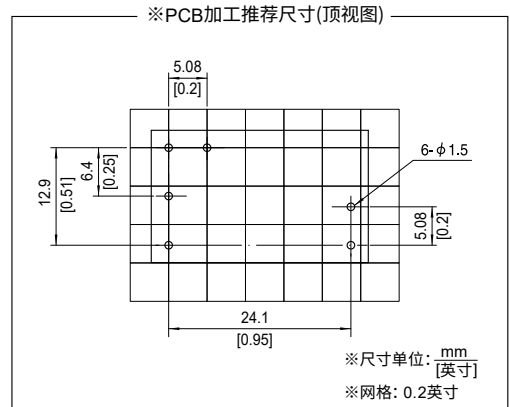 ※PCB加工推荐尺寸(顶视图)
5.08
[0.2]
6-φ1.5
12.9
[0.51]
6.4
[0.25]
5.08
[0.2]
24.1
[0.95]
※尺寸单位: mm
[英寸]
※网格: 0.2英寸